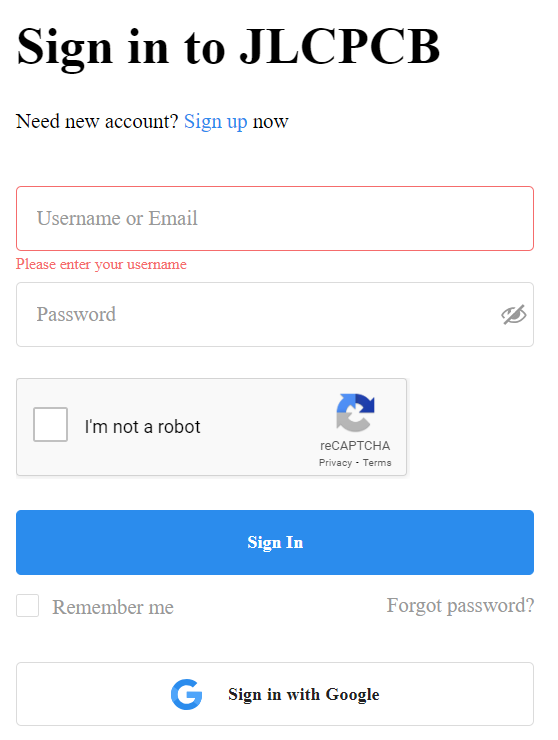 Sign in to JLCPCB
Need new account? Sign up now
Username or Email
Please enter your username
Password
I'm not a robot
reCAPTCHA
Privacy - Terms
Sign In
Remember me
Forgot password?
Sign in with Google